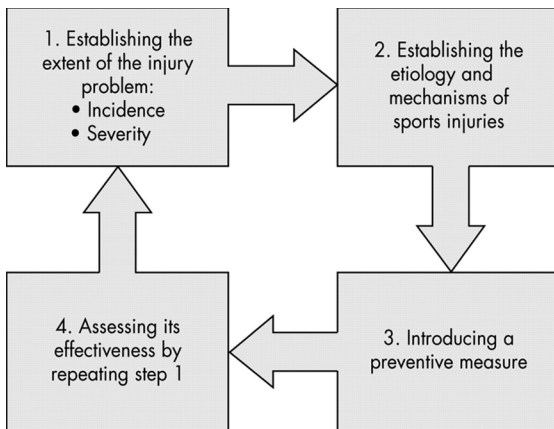 1. Establishing the
extent of the injury
problem:
• Incidence
• Severity
2. Establishing the
etiology and
mechanisms of
sports injuries
3. Introducing a
preventive measure
4. Assessing its
effectiveness by
repeating step 1